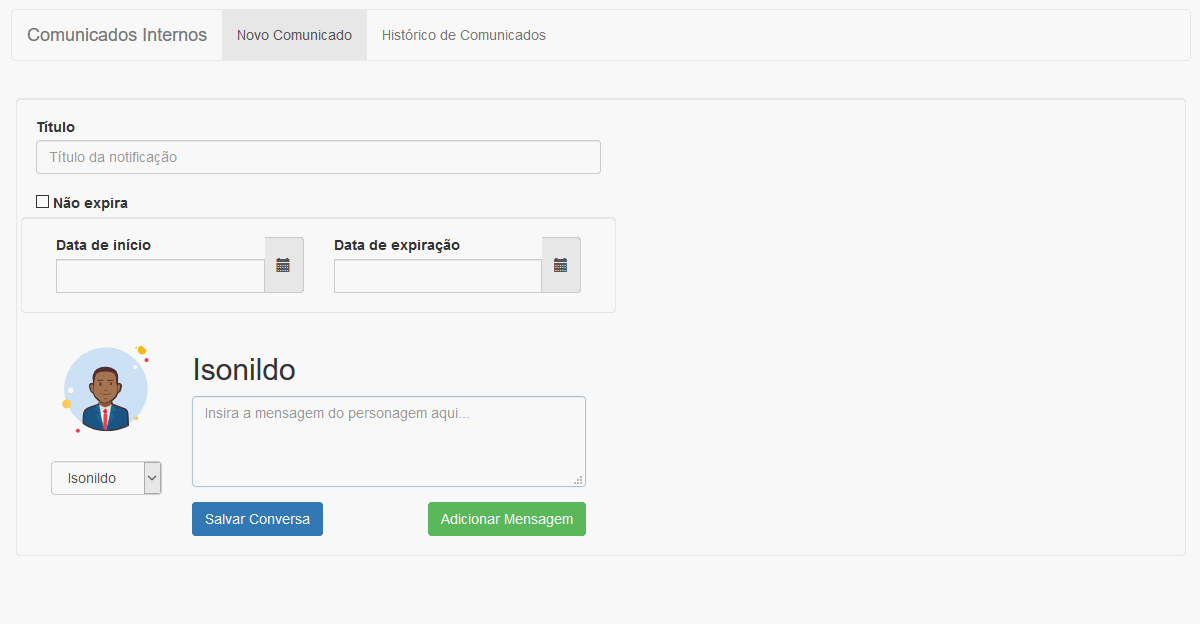 Comunicados Internos Novo Comunicado Histórico de Comunicados
Título
Título da notificação
Não expira
Data de início Data de expiração
Isonildo
Insira a mensagem do personagem aqui...
Isonildo
Salvar Conversa Adicionar Mensagem